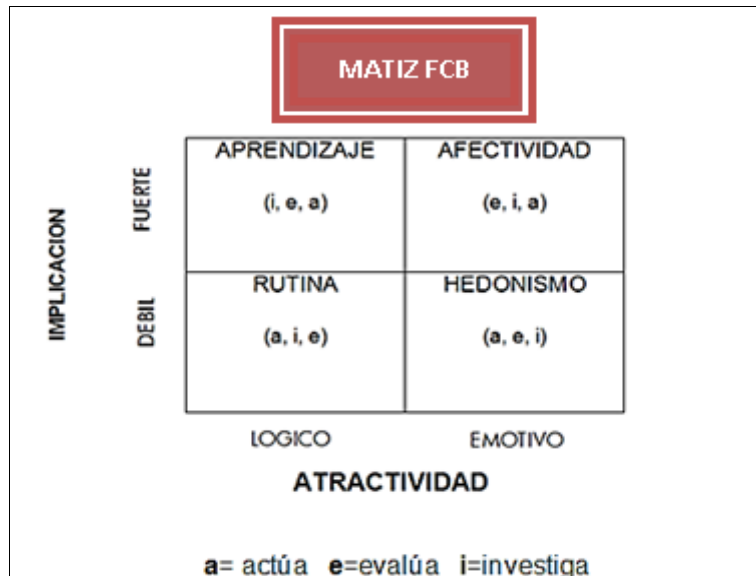 MATIZ FCB
APRENDIZAJE AFECTIVIDAD
(i, e, a) (e, i, a)
FUERTE
IMPLICACION
RUTINA HEDONISMO
(a, i, e) (a, e, i)
DEBIL
LOGICO EMOTIVO
ATRACTIVIDAD
a= actúa e=evalúa i=investiga